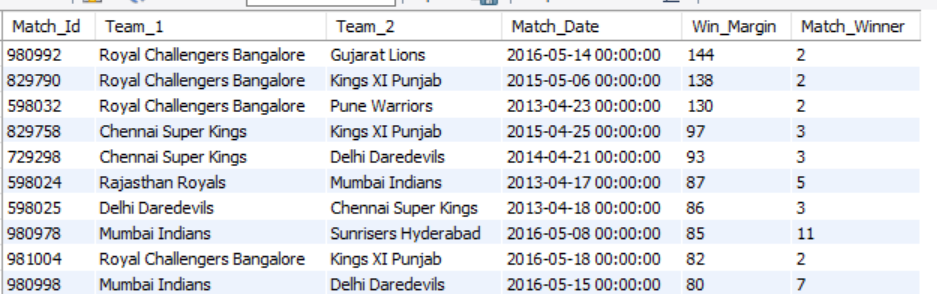 Match_Id Team_1 Team_2 Match_Date Win_Margin Match_Winner
980992 Royal Challengers Bangalore Gujarat Lions 2016-05-14 00:00:00 144 2
829790 Royal Challengers Bangalore Kings XI Punjab 2015-05-06 00:00:00 138 2
598032 Royal Challengers Bangalore Pune Warriors 2013-04-23 00:00:00 130 2
829758 Chennai Super Kings Kings XI Punjab 2015-04-25 00:00:00 97 3
729298 Chennai Super Kings Delhi Daredevils 2014-04-21 00:00:00 93 3
598024 Rajasthan Royals Mumbai Indians 2013-04-17 00:00:00 87 5
598025 Delhi Daredevils Chennai Super Kings 2013-04-18 00:00:00 86 3
980978 Mumbai Indians Sunrisers Hyderabad 2016-05-08 00:00:00 85 11
981004 Royal Challengers Bangalore Kings XI Punjab 2016-05-18 00:00:00 82 2
980998 Mumbai Indians Delhi Daredevils 2016-05-15 00:00:00 80 7